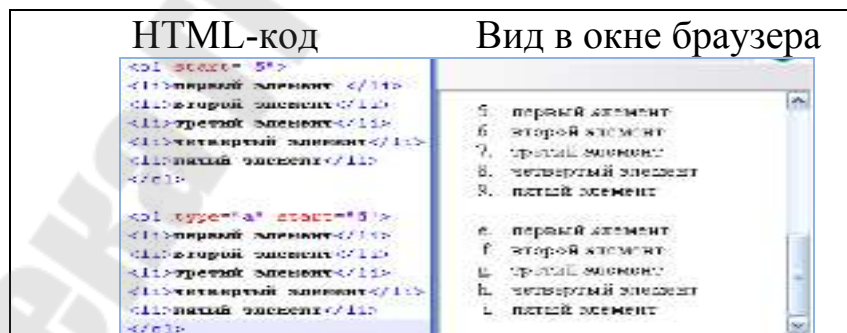 HTML-код
Вид в окне браузера
<ol start="5">
<li>первый элемент </li>
<li>второй элемент</li>
<li>третий элемент</li>
<li>четвертый элемент</li>
<li>пятый элемент</li>
</ol>
<ol type="a" start="5">
<li>первый элемент</li>
<li>второй элемент</li>
<li>третий элемент</li>
<li>четвертый элемент</li>
<li>пятый элемент</li>
</ol>
5. первый элемент
6. второй элемент
7. третий элемент
8. четвертый элемент
9. пятый элемент
e. первый элемент
f. второй элемент
g. третий элемент
h. четвертый элемент
i. пятый элемент